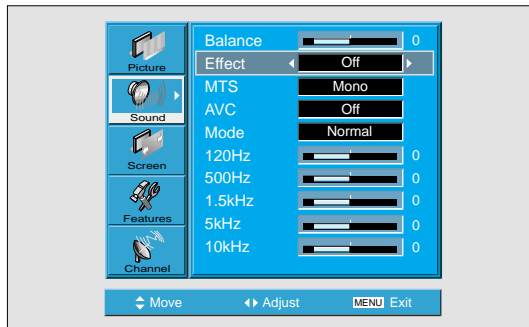 Picture
Sound
Screen
Features
Channel
Balance 0
Effect Off
MTS Mono
AVC Off
Mode Normal
120Hz 0
500Hz 0
1.5kHz 0
5kHz 0
10kHz 0
Move Adjust MENU Exit